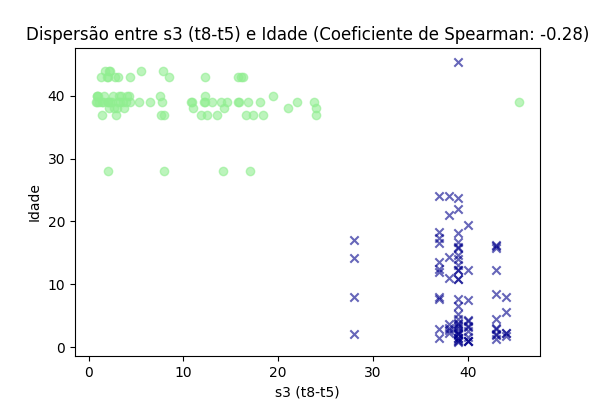 Dispersão entre s3 (t8-t5) e Idade (Coeficiente de Spearman: -0.28)
Idade
40
30
20
10
0
0 10 20 30 40
s3 (t8-t5)